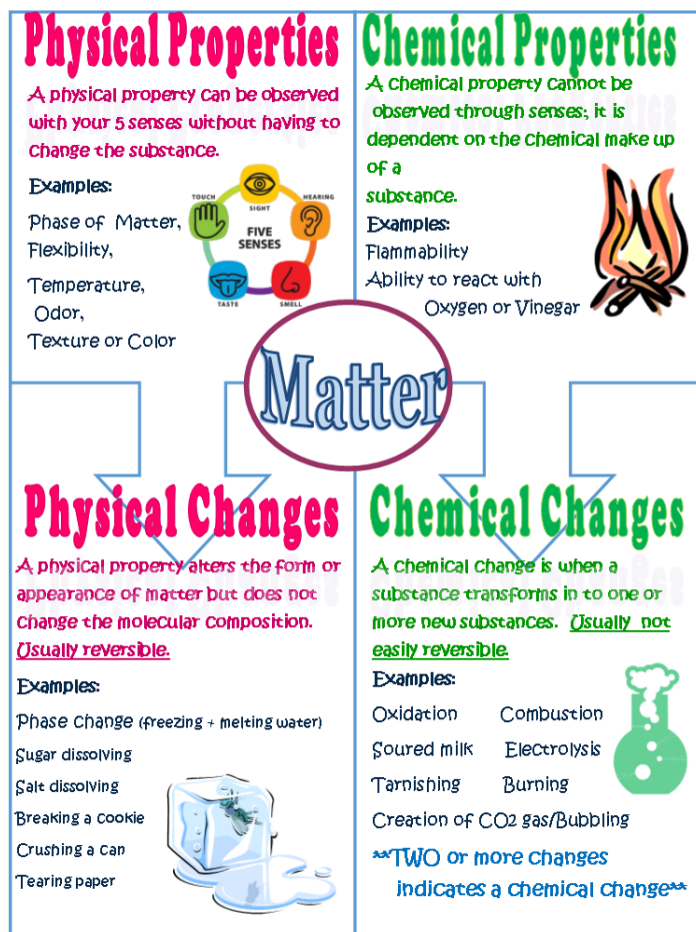 Physical Properties
A physical property can be observed
with your 5 senses without having to
change the substance.
Examples:
Phase of Matter,
Flexibility,
Temperature,
Odor,
Texture or Color
TOUCH
SIGHT
HEARING
FIVE
SENSES
TASTE
SMELL
Chemical Properties
A chemical property cannot be
observed through senses; it is
dependent on the chemical make up
of a
substance.
Examples:
Flammability
Ability to react with
Oxygen or Vinegar
Matter
Physical Changes
A physical property alters the form or
appearance of matter but does not
change the molecular composition.
Usually reversible.
Examples:
Phase change (freezing + melting water)
Sugar dissolving
Salt dissolving
Breaking a cookie
Crushing a can
Tearing paper
Chemical Changes
A chemical change is when a
substance transforms in to one or
more new substances. Usually not
easily reversible.
Examples:
Oxidation Combustion
Soured milk Electrolysis
Tarnishing Burning
Creation of CO2 gas/Bubbling
**TWO or more changes
indicates a chemical change**